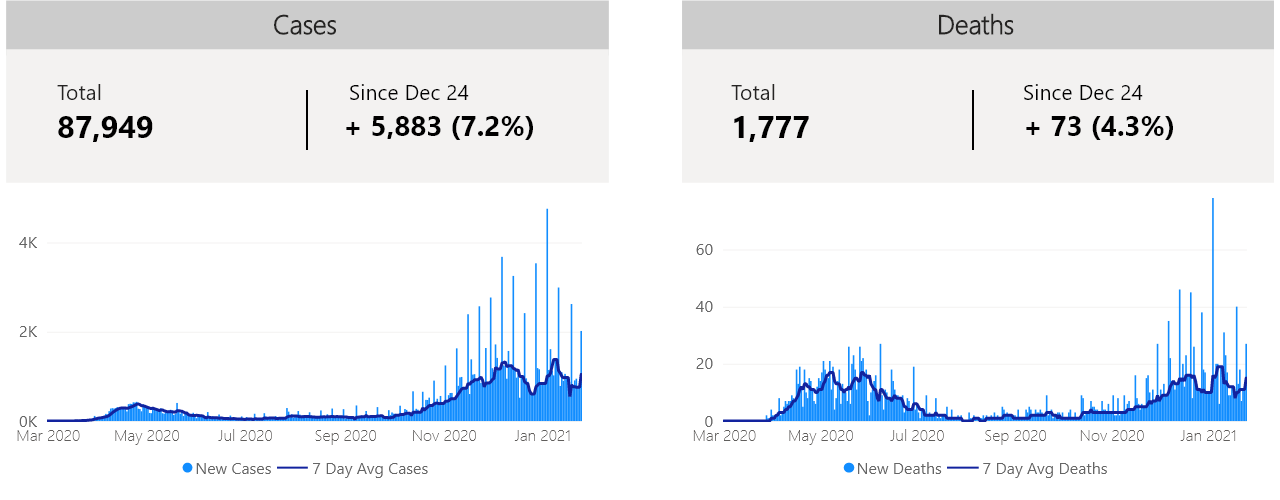 Cases
Total
Since Dec 24
87,949
+ 5,883 (7.2%)
4K
2K
0K
Mar 2020 May 2020 Jul 2020 Sep 2020 Nov 2020 Jan 2021
New Cases 7 Day Avg Cases
Deaths
Total
Since Dec 24
1,777
+ 73 (4.3%)
60
40
20
0
Mar 2020 May 2020 Jul 2020 Sep 2020 Nov 2020 Jan 2021
New Deaths 7 Day Avg Deaths